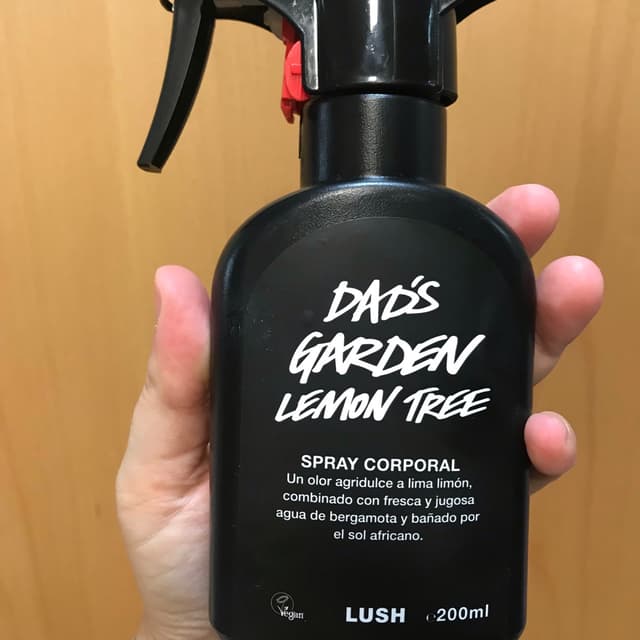 DAD'S
GARDEN
LEMON TREE
SPRAY CORPORAL
Un olor agridulce a lima limón,
combinado con fresca y jugosa
agua de bergamota y bañado por
el sol africano.
Vegan LUSH ℮200ml